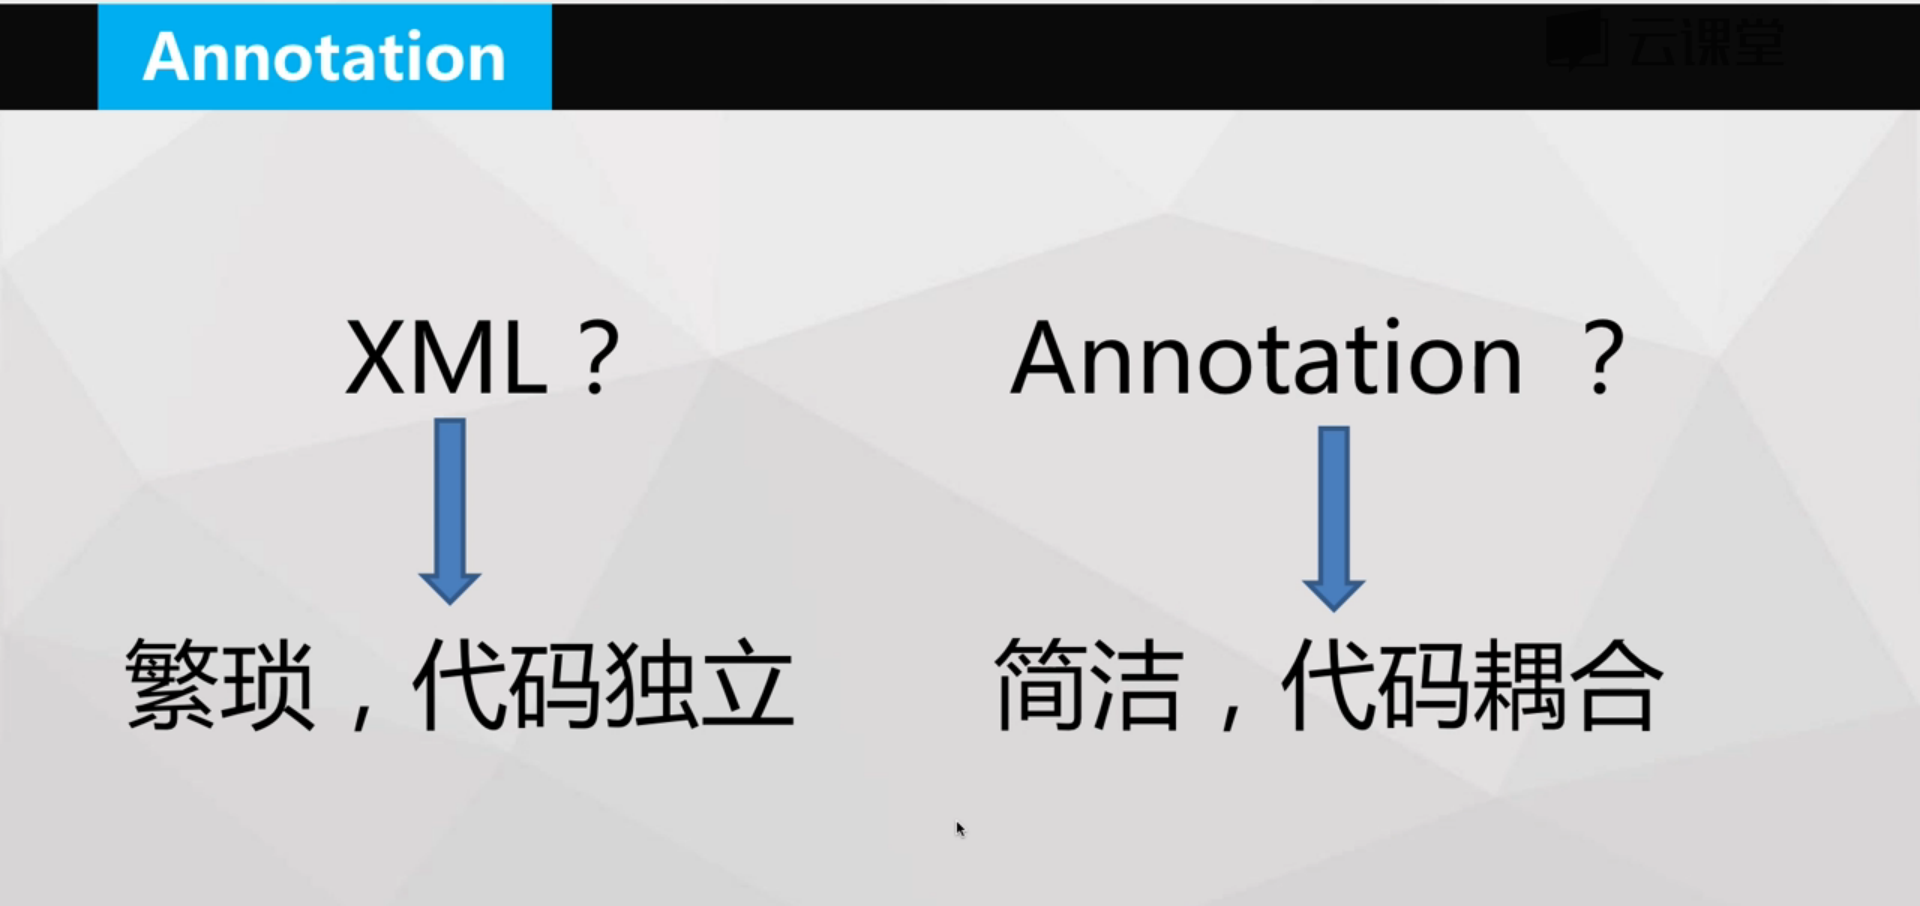 Annotation
云课堂
XML？
Annotation ？
繁琐，代码独立
简洁，代码耦合